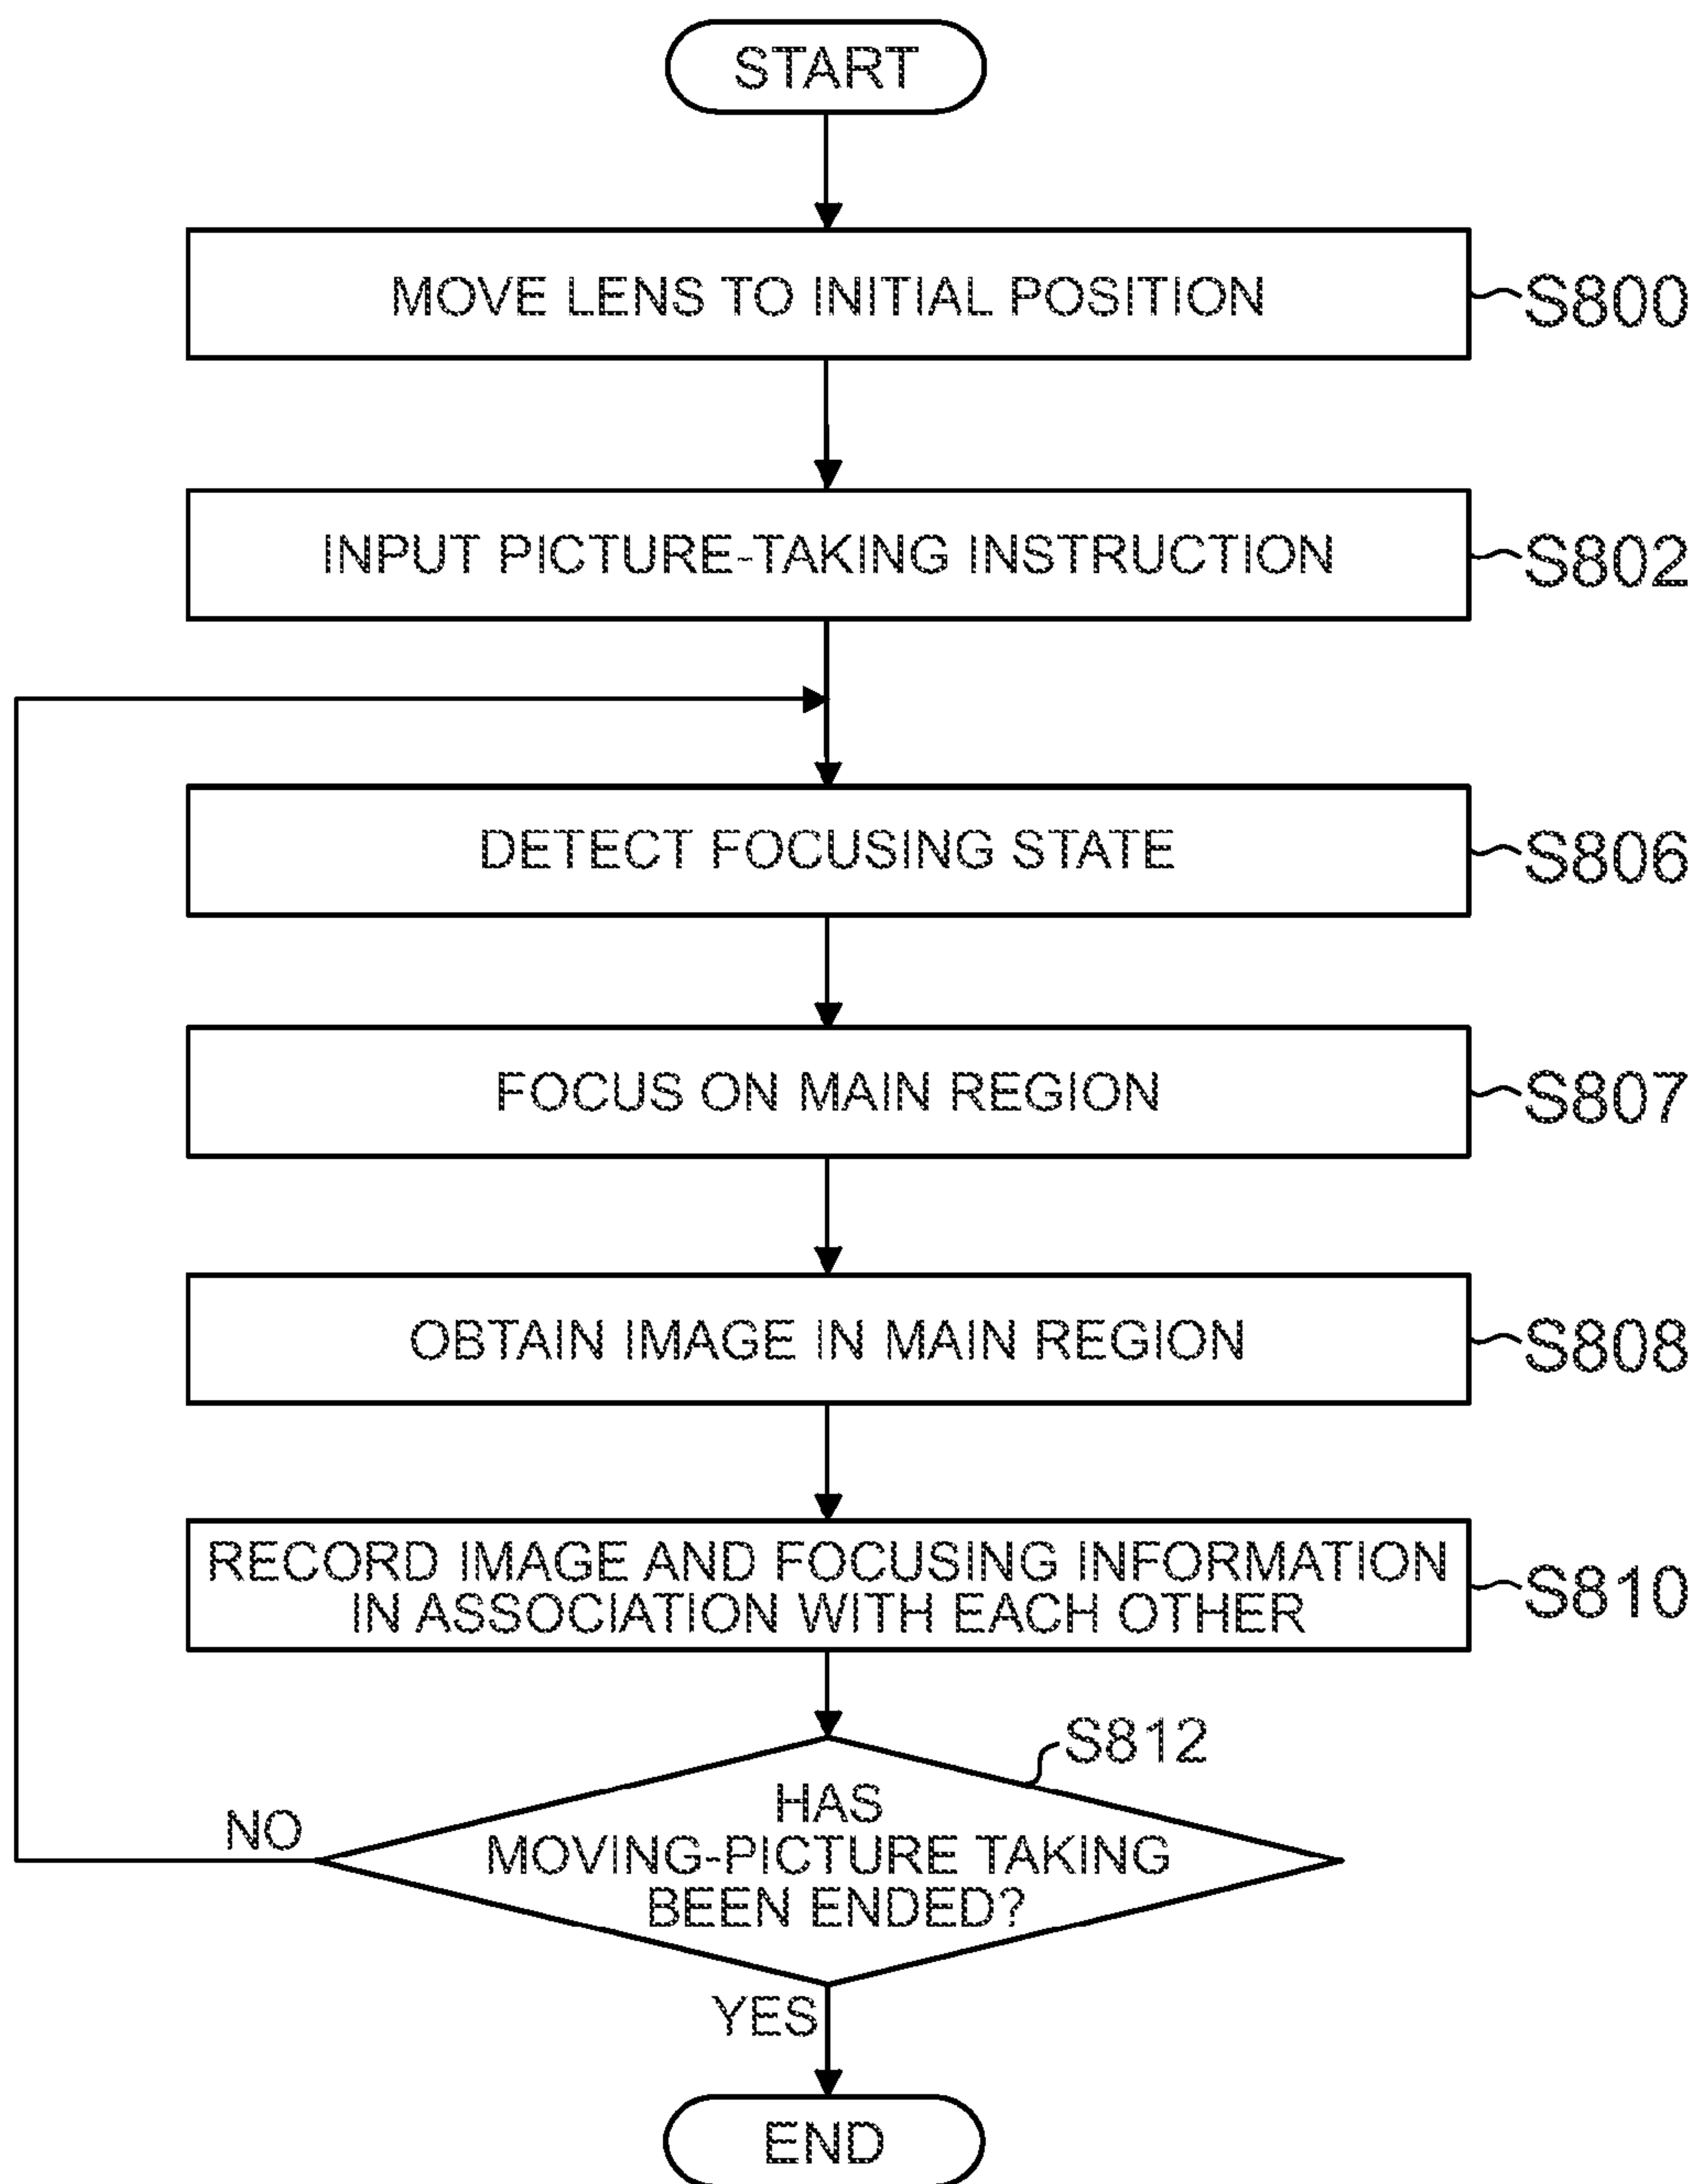 START
MOVE LENS TO INITIAL POSITION
S800
INPUT PICTURE-TAKING INSTRUCTION
S802
DETECT FOCUSING STATE
S806
FOCUS ON MAIN REGION
S807
OBTAIN IMAGE IN MAIN REGION
S808
RECORD IMAGE AND FOCUSING INFORMATION
IN ASSOCIATION WITH EACH OTHER
S810
S812
HAS
MOVING-PICTURE TAKING
BEEN ENDED?
NO
YES
END